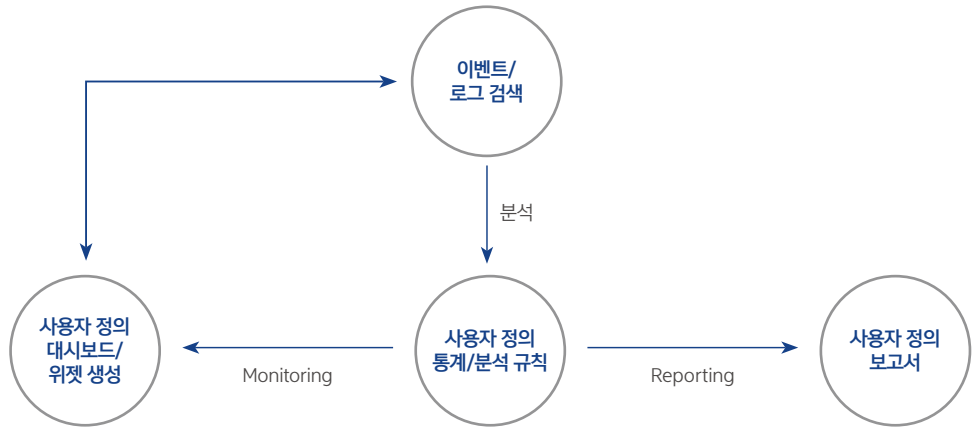 이벤트/
로그 검색
분석
사용자 정의
대시보드/
위젯 생성
Monitoring
사용자 정의
통계/분석 규칙
Reporting
사용자 정의
보고서